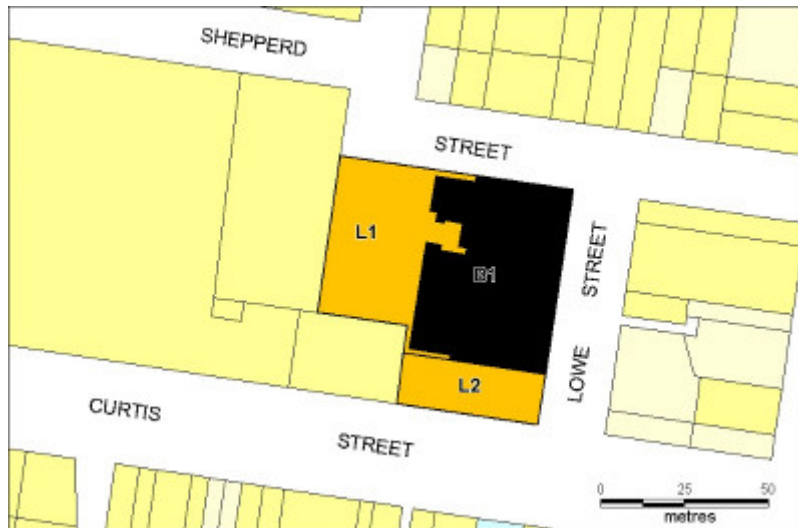 SHEPPERD
STREET
L1
B1
STREET
LOWE
L2
CURTIS
STREET
0 25 50
metres